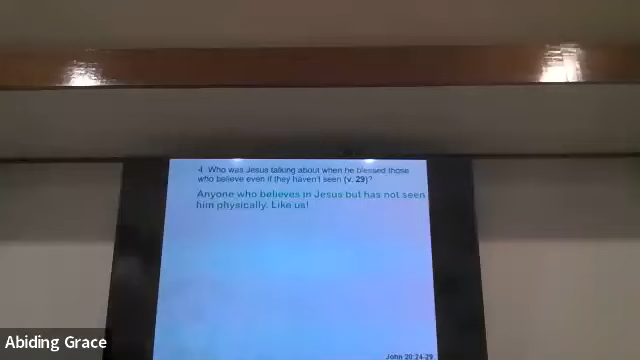 4. Who was Jesus talking about when he blessed those
who believe even if they haven't seen (v. 29)?
Anyone who believes in Jesus but has not seen
him physically. Like us!
John 20:24-29
Abiding Grace